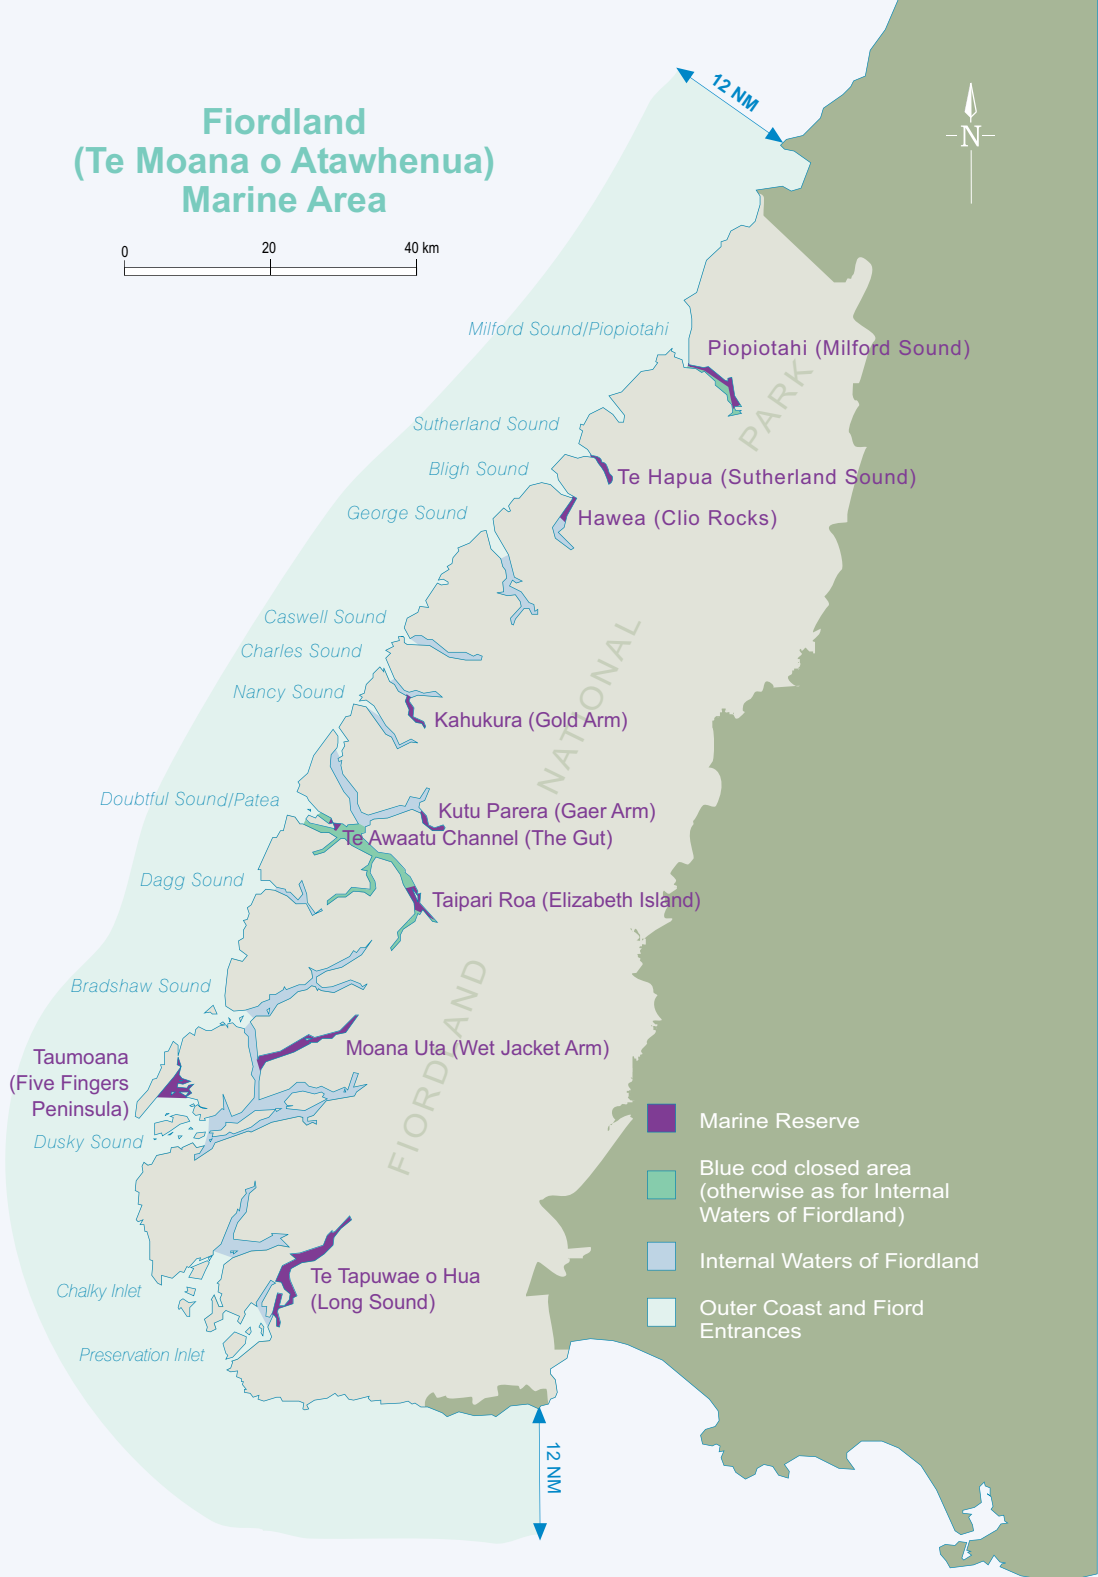 Fiordland
(Te Moana o Atawhenua)
Marine Area
0 20 40 km
12 NM
N
Milford Sound/Piopiotahi
Piopiotahi (Milford Sound)
PARK
Sutherland Sound
Bligh Sound
Te Hapua (Sutherland Sound)
George Sound
Hawea (Clio Rocks)
Caswell Sound
Charles Sound
NATIONAL
Nancy Sound
Kahukura (Gold Arm)
Doubtful Sound/Patea
Kutu Parera (Gaer Arm)
Te Awaatu Channel (The Gut)
Dagg Sound
Taipari Roa (Elizabeth Island)
Bradshaw Sound
FIORDLAND
Moana Uta (Wet Jacket Arm)
Taumoana
(Five Fingers
Peninsula)
Dusky Sound
Marine Reserve
Blue cod closed area
(otherwise as for Internal
Waters of Fiordland)
Internal Waters of Fiordland
Outer Coast and Fiord
Entrances
Te Tapuwae o Hua
(Long Sound)
Chalky Inlet
Preservation Inlet
12 NM